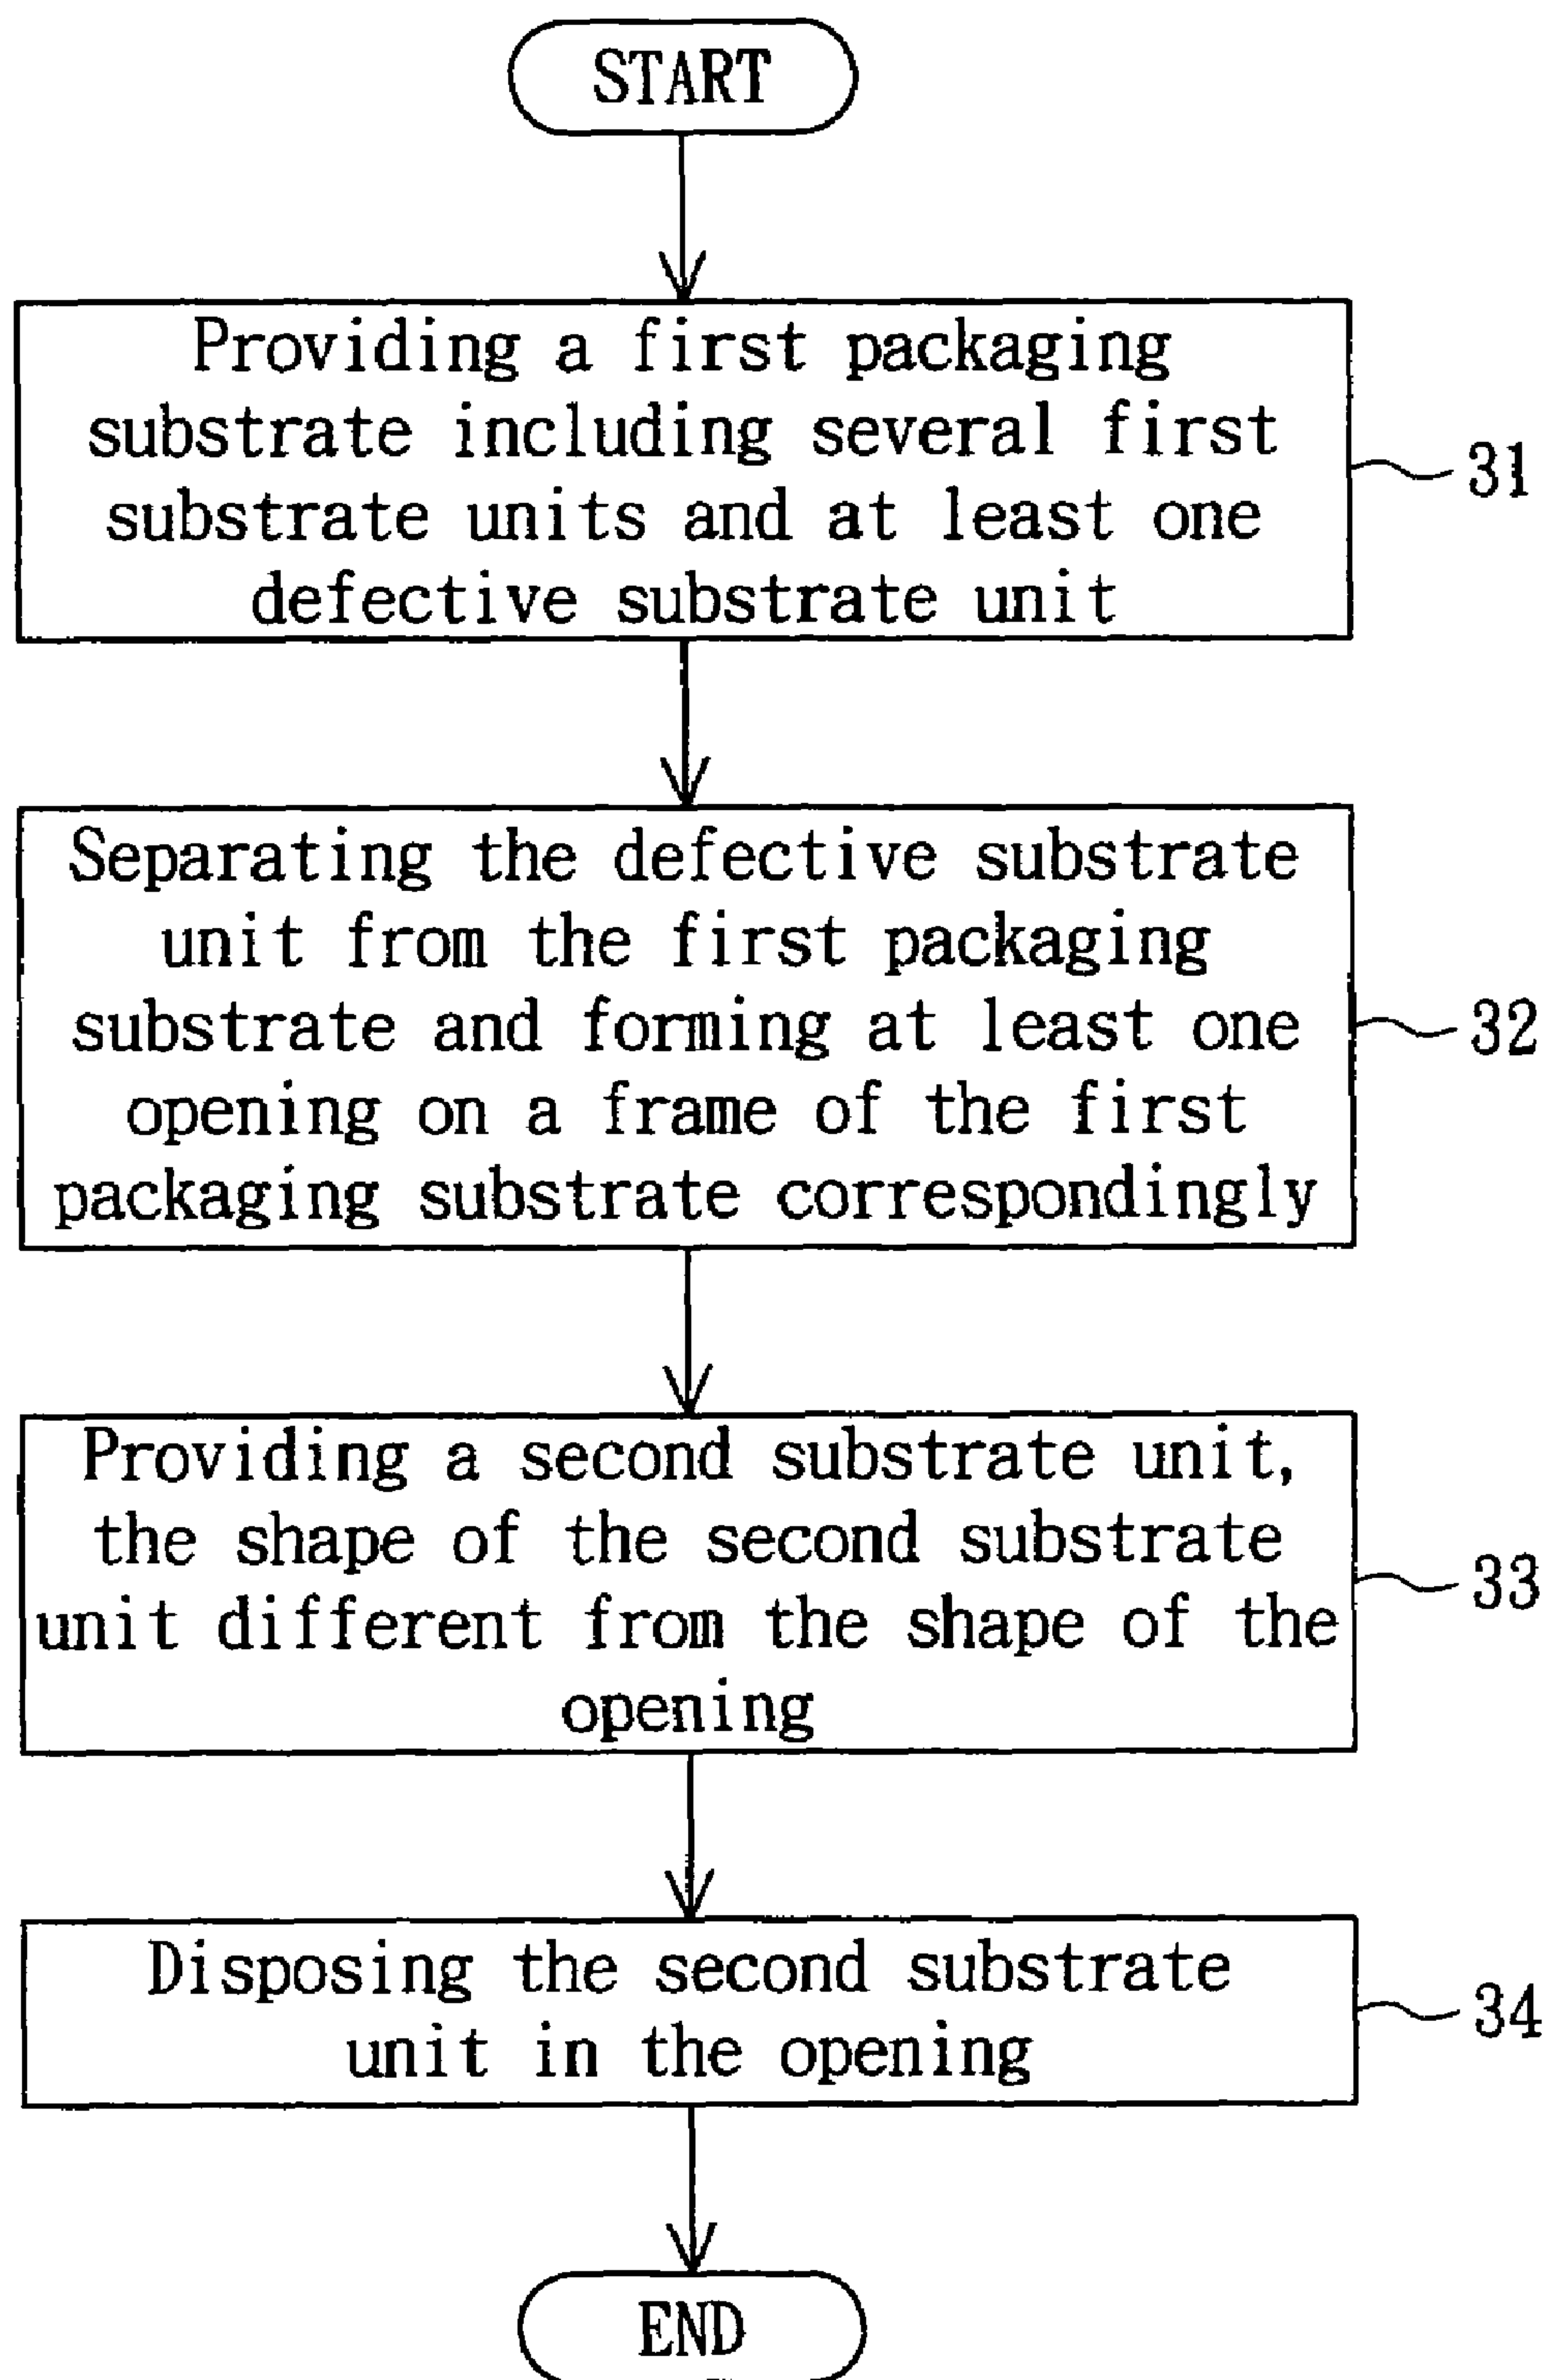 START
Providing a first packaging
substrate including several first
substrate units and at least one
defective substrate unit
31
Separating the defective substrate
unit from the first packaging
substrate and forming at least one
opening on a frame of the first
packaging substrate correspondingly
32
Providing a second substrate unit,
the shape of the second substrate
unit different from the shape of the
opening
33
Disposing the second substrate
unit in the opening
34
END